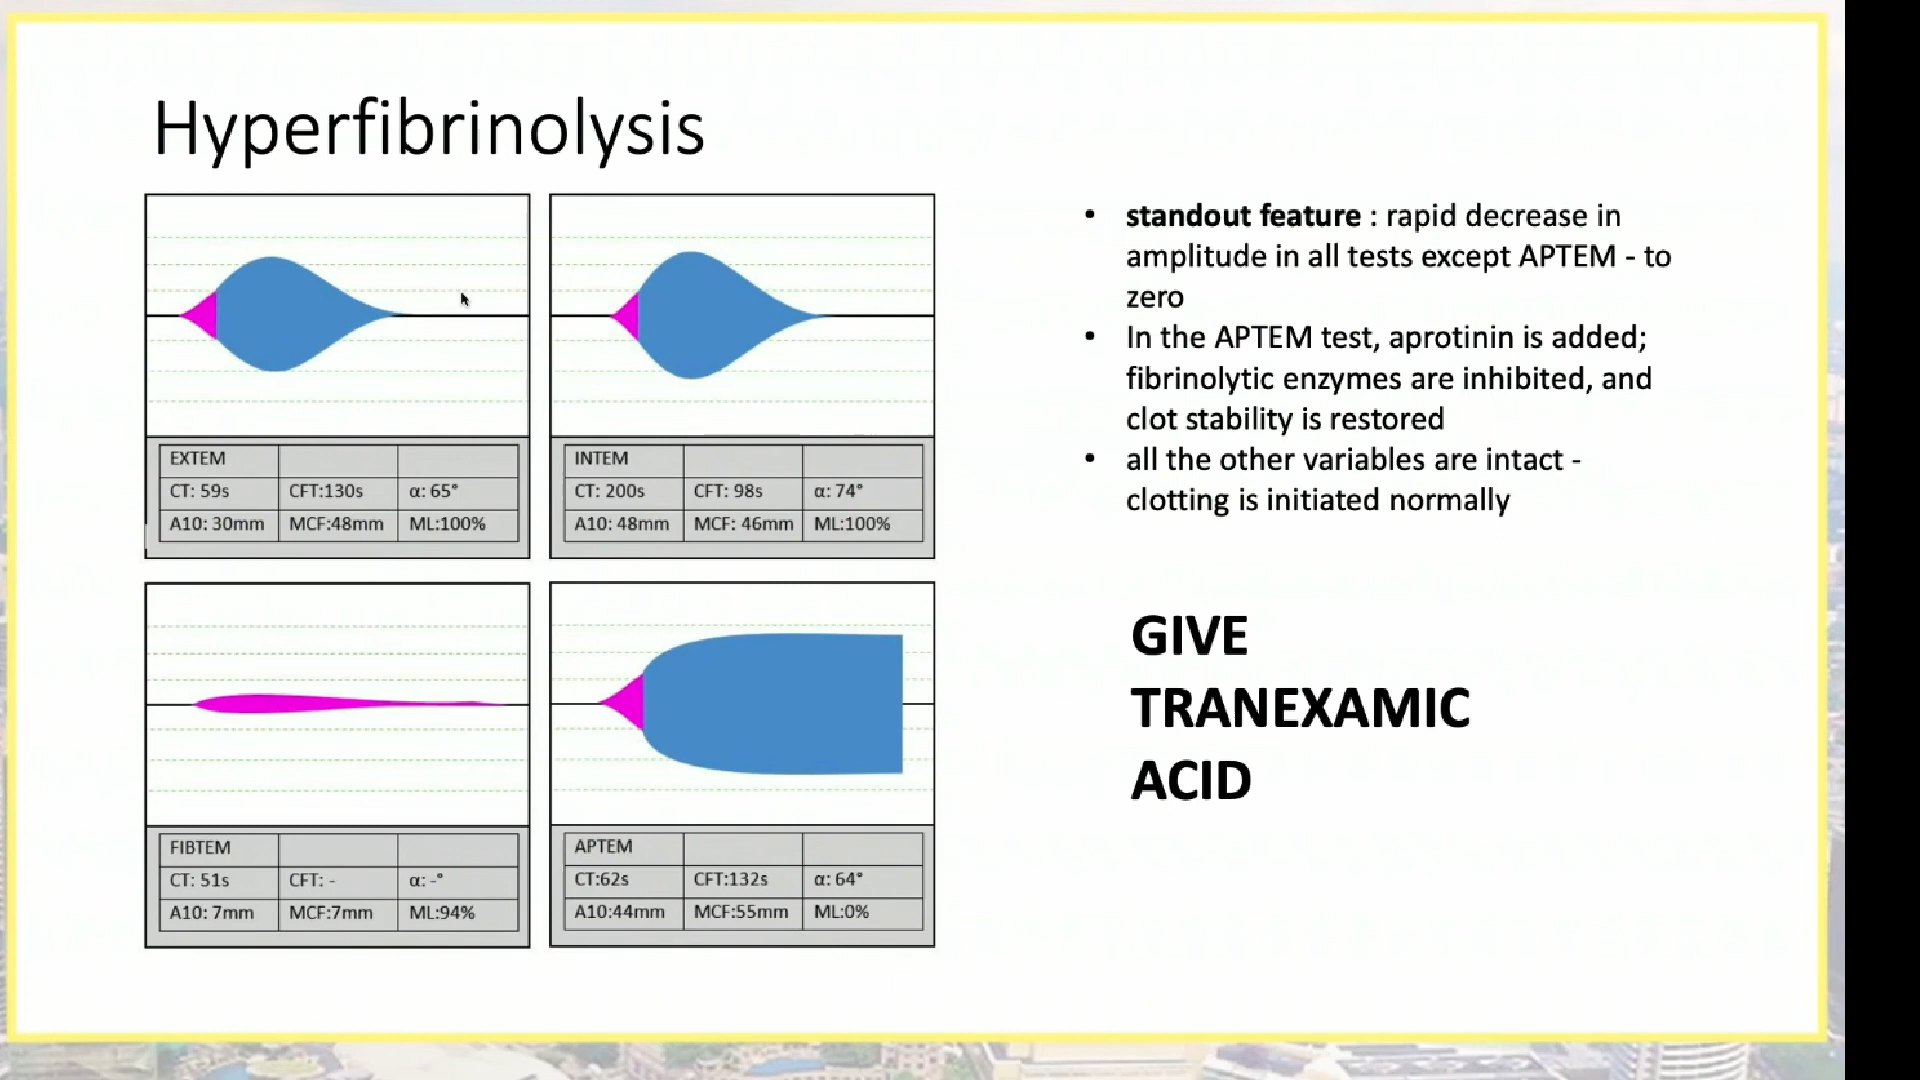 Hyperfibrinolysis
EXTEM
CT: 59s CFT:130s α: 65°
A10: 30mm MCF:48mm ML:100%
INTEM
CT: 200s CFT: 98s α: 74°
A10: 48mm MCF: 46mm ML:100%
FIBTEM
CT: 51s CFT: - α: -°
A10: 7mm MCF:7mm ML:94%
APTEM
CT:62s CFT:132s α: 64°
A10:44mm MCF:55mm ML:0%
• standout feature : rapid decrease in
amplitude in all tests except APTEM - to
zero
• In the APTEM test, aprotinin is added;
fibrinolytic enzymes are inhibited, and
clot stability is restored
• all the other variables are intact -
clotting is initiated normally
GIVE
TRANEXAMIC
ACID